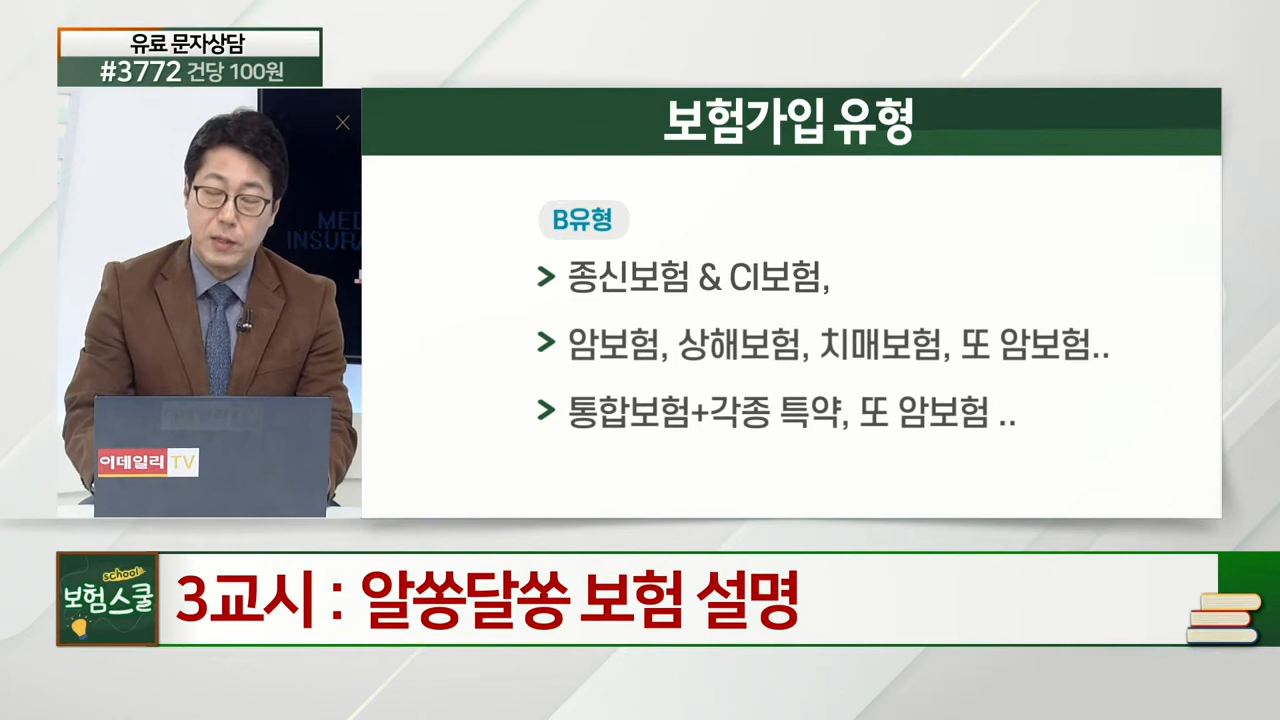 유료 문자상담
#3772 건당 100원
보험가입 유형
B유형
종신보험 & CI보험,
암보험, 상해보험, 치매보험, 또 암보험..
통합보험+각종 특약, 또 암보험 ..
이데일리 TV
school
보험스쿨
3교시 : 알쏭달쏭 보험 설명